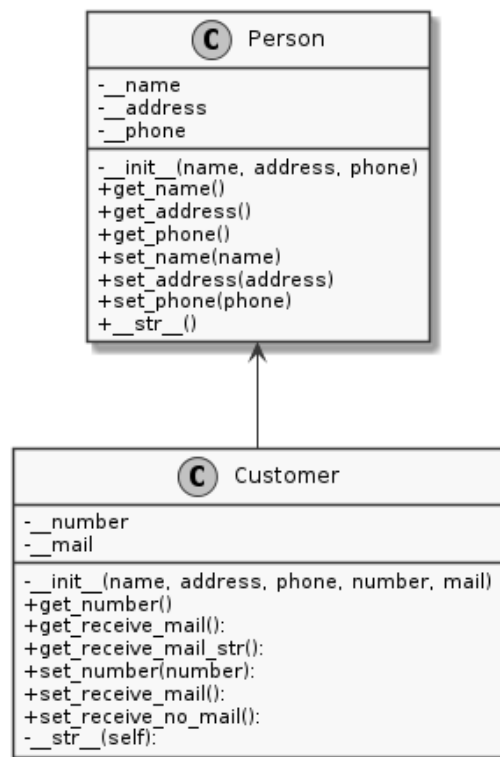 C Person
-__name
-__address
-__phone
-__init__(name, address, phone)
+get_name()
+get_address()
+get_phone()
+set_name(name)
+set_address(address)
+set_phone(phone)
+__str__()
C Customer
-__number
-__mail
-__init__(name, address, phone, number, mail)
+get_number()
+get_receive_mail():
+get_receive_mail_str():
+set_number(number):
+set_receive_mail():
+set_receive_no_mail():
-__str__(self):